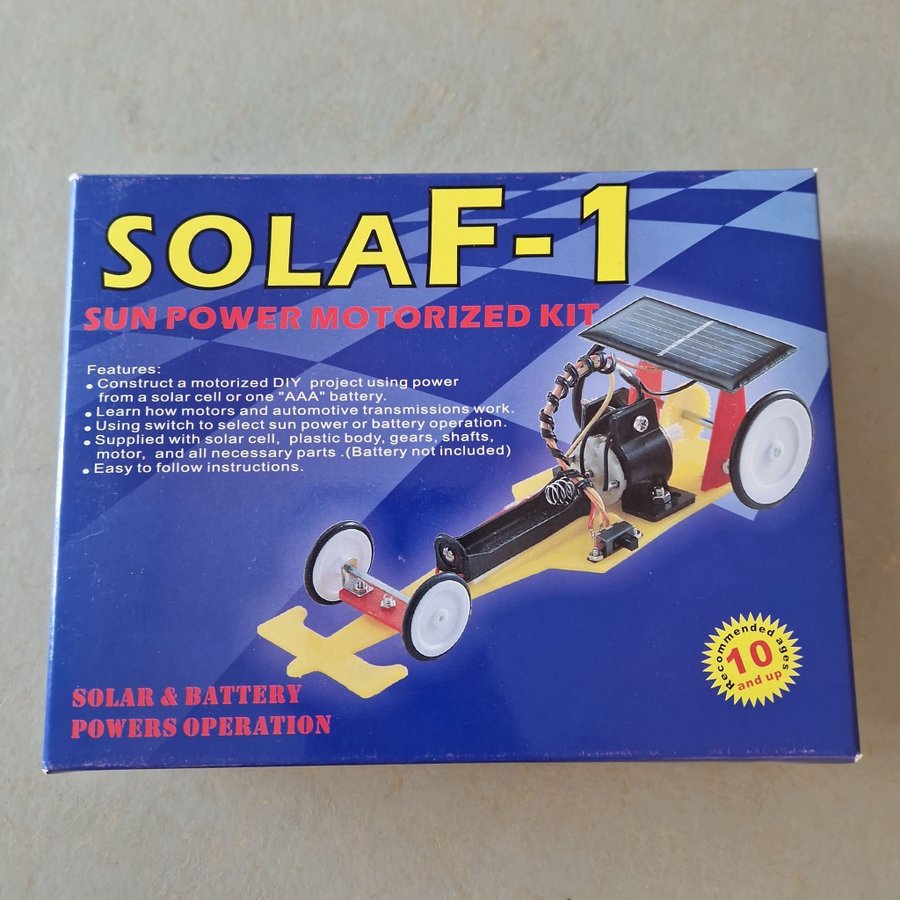 SOLAF-1
SUN POWER MOTORIZED KIT
Features:
• Construct a motorized DIY project using power
from a solar cell or one "AAA" battery.
• Learn how motors and automotive transmissions work.
• Using switch to select sun power or battery operation.
• Supplied with solar cell, plastic body, gears, shafts,
motor, and all necessary parts .(Battery not included)
• Easy to follow instructions.
Recommended ages
10
and up
SOLAR & BATTERY
POWERS OPERATION